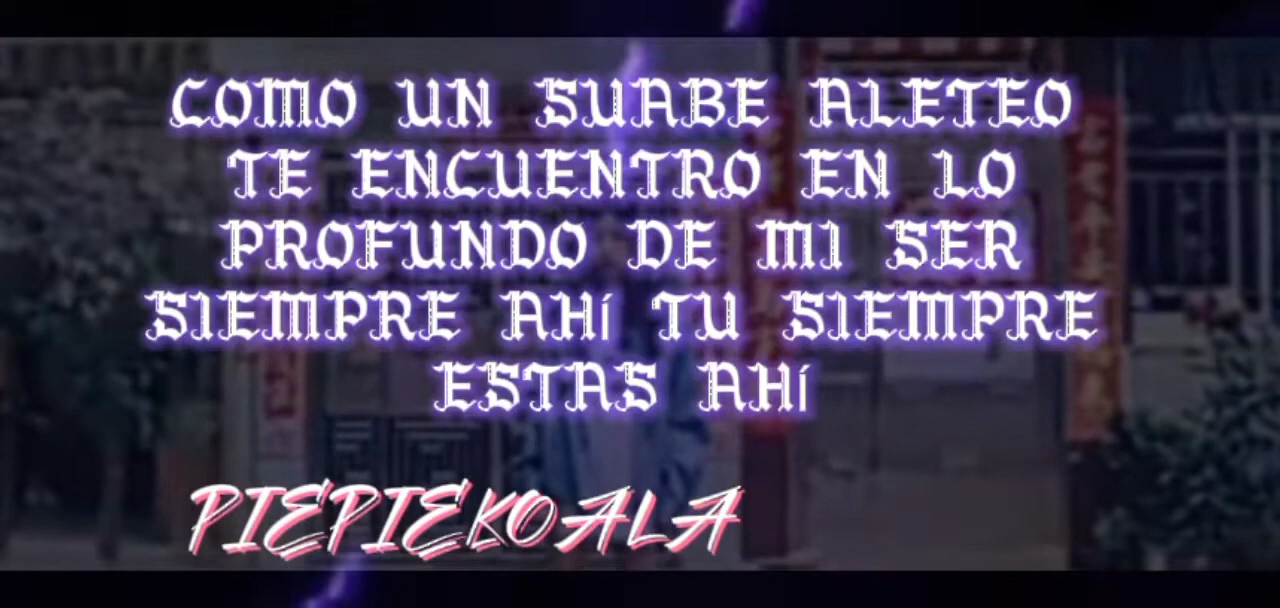 COMO UN SUABE ALETEO
TE ENCUENTRO EN LO
PROFUNDO DE MI SER
SIEMPRE AHí TU SIEMPRE
ESTAS AHí
PIEPIEKOALA